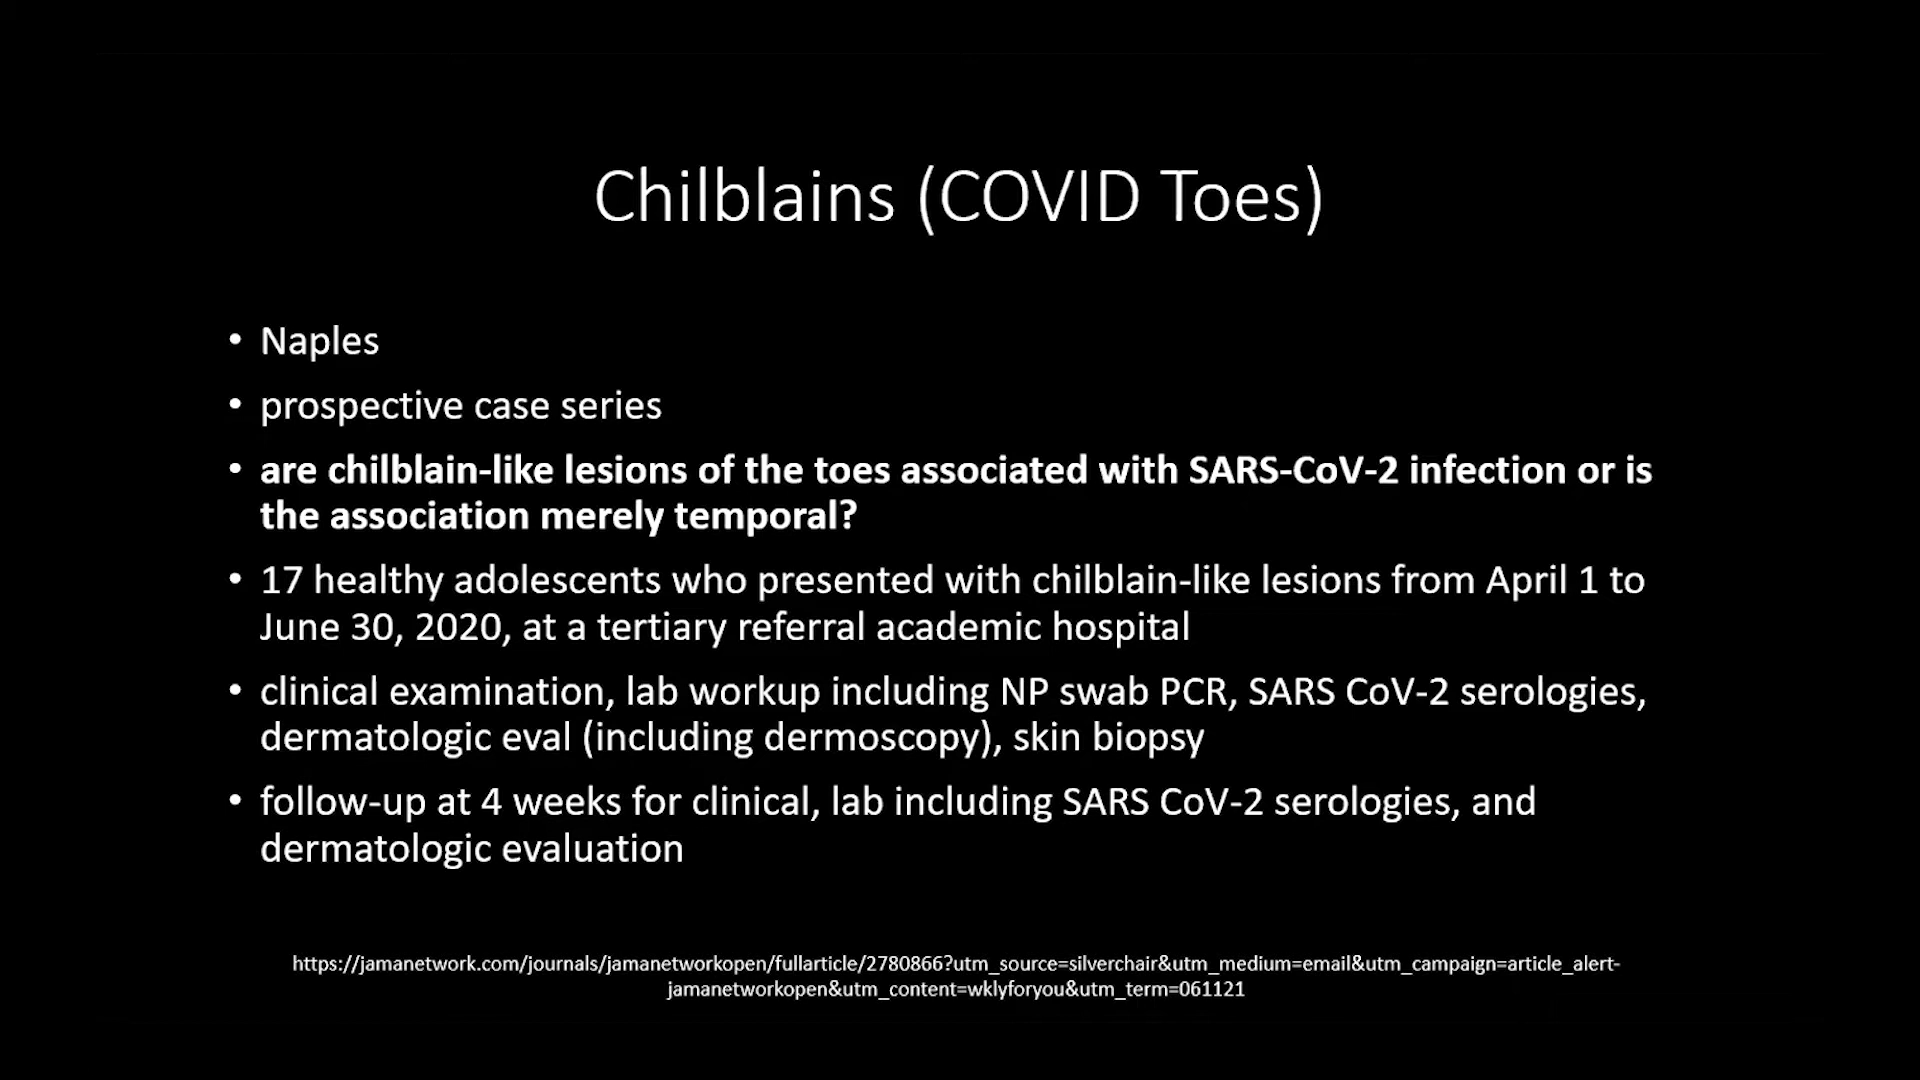 Chilblains (COVID Toes)
• Naples
• prospective case series
• are chilblain-like lesions of the toes associated with SARS-CoV-2 infection or is
the association merely temporal?
• 17 healthy adolescents who presented with chilblain-like lesions from April 1 to
June 30, 2020, at a tertiary referral academic hospital
• clinical examination, lab workup including NP swab PCR, SARS CoV-2 serologies,
dermatologic eval (including dermoscopy), skin biopsy
• follow-up at 4 weeks for clinical, lab including SARS CoV-2 serologies, and
dermatologic evaluation
https://jamanetwork.com/journals/jamanetworkopen/fullarticle/2780866?utm_source=silverchair&utm_medium=email&utm_campaign=article_alert-
jamanetworkopen&utm_content=wklyforyou&utm_term=061121